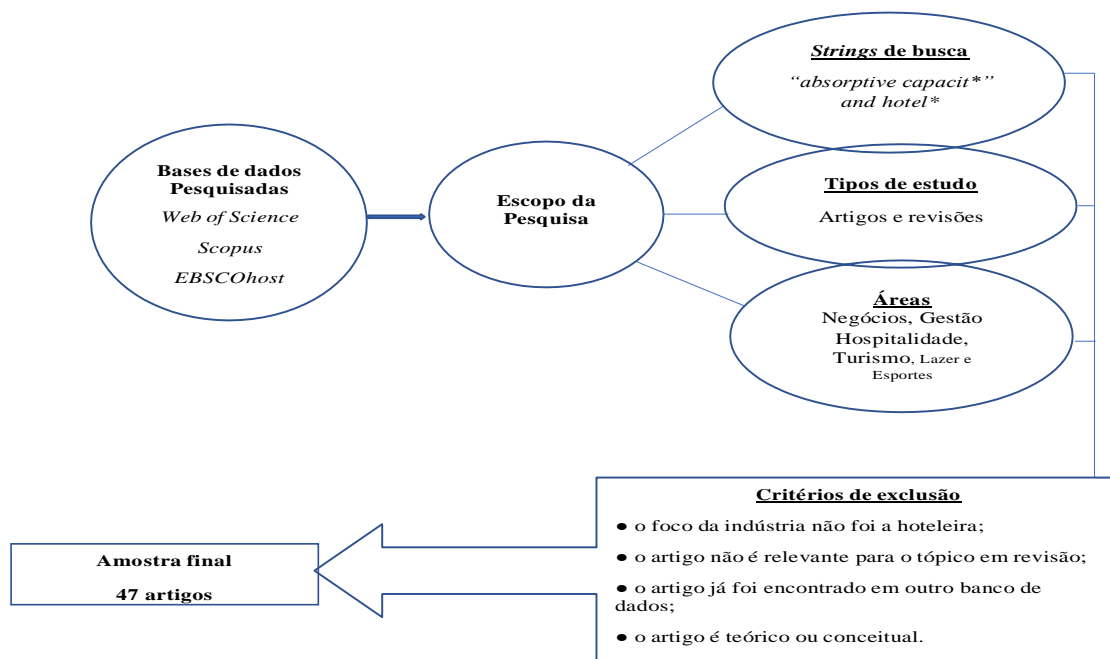 Bases de dados
Pesquisadas
Web of Science
Scopus
EBSCOhost
Escopo da
Pesquisa
Strings de busca
“absorptive capacit*”
and hotel*
Tipos de estudo
Artigos e revisões
Áreas
Negócios, Gestão
Hospitalidade,
Turismo, Lazer e
Esportes
Critérios de exclusão
● o foco da indústria não foi a hoteleira;
● o artigo não é relevante para o tópico em revisão;
● o artigo já foi encontrado em outro banco de
dados;
● o artigo é teórico ou conceitual.
Amostra final
47 artigos